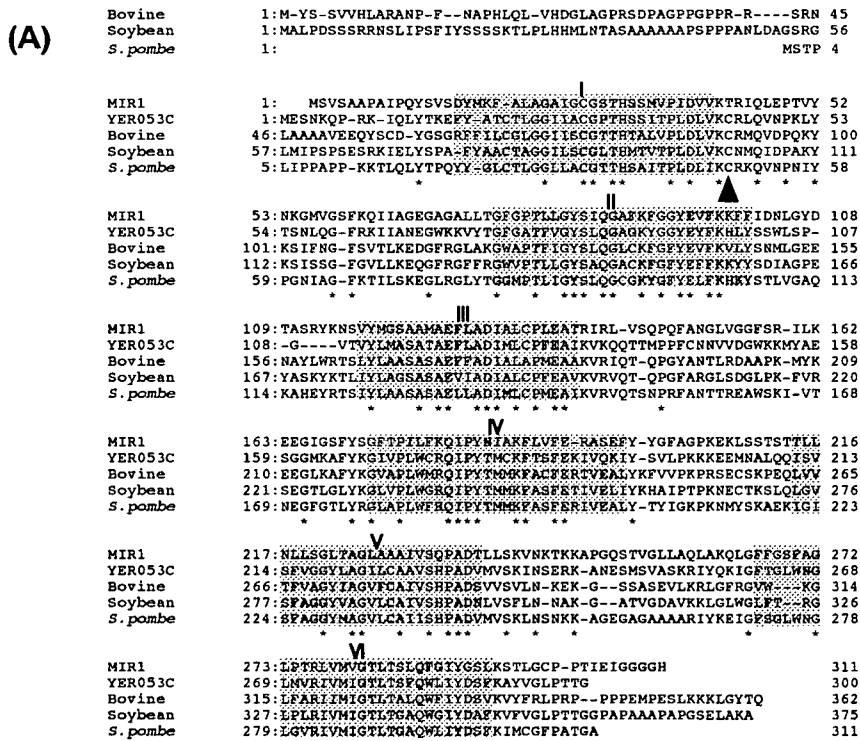 (A)
Bovine 1:M-YS-SVVHLARANP-F--NAPHLQL-VHDGLAGPRSDPAGPPGPPR-R----SRN 45
Soybean 1:MALPDSSSRRNSLIPSFIYSSSSKTLPLHHMLNTASAAAAAPSPPPANLDAGSRG 56
S.pombe 1: MSTP 4
I
MIR1 1: MSVSAAPAIPQYSVSDYMKF-ALAGAIGCGSTHSSMVPIDVVKTRIQLEPTVY 52
YER053C 1:MESNKQP-RK-IQLYTKEFY-ATCTLGGIIACGPTHSSITPLDLVKCRLQVNPKLY 53
Bovine 46:LAAAAVEEQYSCD-YGSGRFFILCGLGGIISCGTTHTALVPLDLVKCRMQVDPQKY 100
Soybean 57:LMIPSPSESRKIELYSPA-FYAACTAGGILSCGLTHMTVTPLDLVKCNMQIDPAKY 111
S.pombe 5:LIPPAPP-KKTLQLYTPQYY-GLCTLGGLLACGTTHSAITPLDLIKCRKQVNPNIY 58
* * * * * * * * * * * *
II
MIR1 53:NKGMVGSFKQIIAGEGAGALLTGFGPTLLGYSIQGAFKFGGYEVFKKFFIDNLGYD 108
YER053C 54:TSNLQG-FRKIIANEGWKKVYTGFGATFVGYSLQGAGKYGGYEYFKHLYSSWLSP- 107
Bovine 101:KSIFNG-FSVTLKEDGFRGLAKGWAPTFIGYSLQGLCKFGFYEVFKVLYSNMLGEE 155
Soybean 112:KSISSG-FGVLLKEQGFRGFFRGWVPTLLGYSAQGACKFGFYEFFKKYYSDIAGPE 166
S.pombe 59:PGNIAG-FKTILSKEGLRGLYTGGMPTLIGYSLQGCGKYGFYELFKHKYSTLVGAQ 113
* * * * * *** ** * * ** **
III
MIR1 109:TASRYKNSVYMGSAAMAEFLADIALCPLEATRIRL-VSQPQFANGLVGGFSR-ILK 162
YER053C 108:-G----VTVYLMASATAEFLADIMLCPFEAIKVKQQTTMPPFCNNVVDGWKKMYAE 158
Bovine 156:NAYLWRTSLYLAASASAEFFADIALAPMEAAKVRIQT-QPGYANTLRDAAPK-MYK 209
Soybean 167:YASKYKTLIYLAGSASAEVIADIALCPFEAVKVRVQT-QPGFARGLSDGLPK-FVR 220
S.pombe 114:KAHEYRTSIYLAASASAELLADIMLCPMEAIKVRVQTSNPRFANTTREAWSKI-VT 168
* * ** *** * * ** *
IV
MIR1 163:EEGIGSFYSGFTPILFKQIPYNIAKFLVFE-RASEFY-YGFAGPKEKLSSTSTTLL 216
YER053C 159:SGGMKAFYKGIVPLWCRQIPYTMCKFTSFEKIVQKIY-SVLPKKKEEMNALQQISV 213
Bovine 210:EEGLKAFYKGVAPLWMRQIPYTMMKFACFERTVEALYKFVVPKPRSECSKPEQLVV 265
Soybean 221:SEGTLGLYKGLVPLWGRQIPYTMMKFASFETIVELIYKHAIPTPKNECTKSLQLGV 276
S.pombe 169:NEGFGTLYRGLAPLWFRQIPYTMMKFASFERIVEALY-TYIGKPKNMYSKAEKIGI 223
* * * * **** ** ** *
V
MIR1 217:NLLSGLTAGLAAAIVSQPADTLLSKVNKTKKAPGQSTVGLLAQLAKQLGFFGSFAG 272
YER053C 214:SFVGGYLAGILCAAVSHPADVMVSKINSERKANESMSVASKRIYQKIGFTGLWNG 268
Bovine 266:TFVAGYIAGVFCAIVSHPADSVVSVLN-KEK-G--SSASEVLKRLGFRGVW---KG 314
Soybean 277:SFAGGYVAGVLCAIVSHPADNLVSFLNNAK-G--ATVGDAVKKLGLWGLFT--RG 326
S.pombe 224:SFAGGYMAGVLCAIISHPADVMVSKLNSNKK-AGEGAGAAAARIYKEIGFSGLWNG 278
* ** * * *** * * * * *
VI
MIR1 273:LPTRLVMVGTLTSLQFGIYGSLKSTLGCP-PTIEIGGGGH 311
YER053C 269:LMVRIVMIGTLTSFQWLIYDSFKAYVGLPTTG 300
Bovine 315:LFARIIMIGTLTALQWFIYDSVKVYFRLPRP--PPPEMPESLKKKLGYTQ 362
Soybean 327:LPLRIVMIGTLTGAQWGIYDAFKVFVGLPTTGGPAPAAAPAPGSELAKA 375
S.pombe 279:LGVRIVMIGTLTGAQWLIYDSFKIMCGFPATGA 311